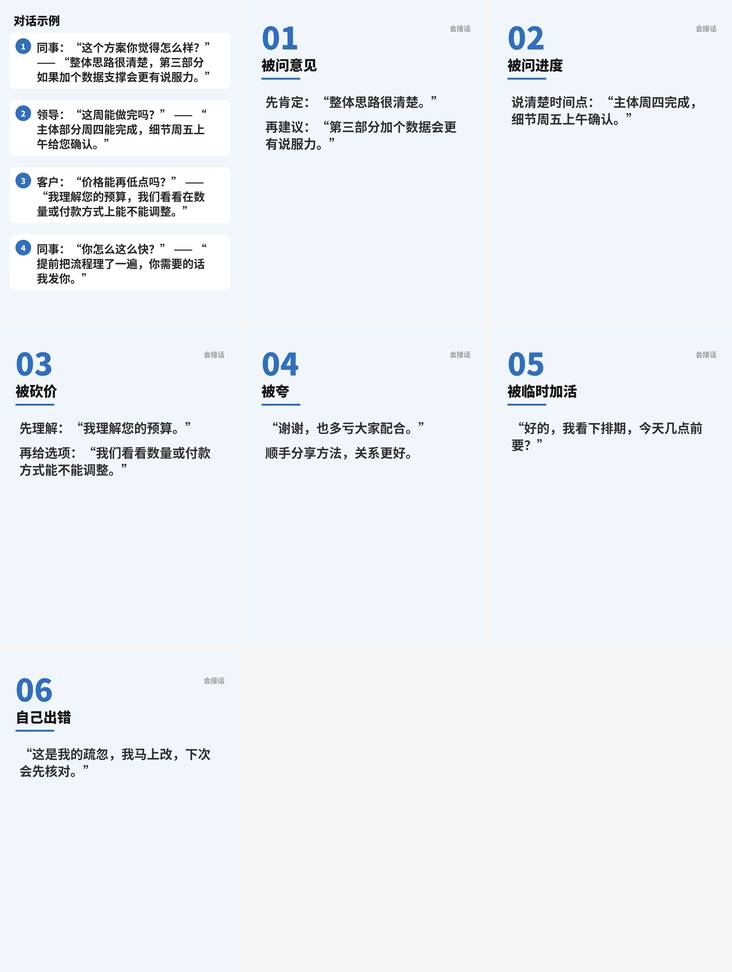 对话示例
1 同事：“这个方案你觉得怎么样？”
——“整体思路很清楚，第三部分
如果加个数据支撑会更有说服力。”
2 领导：“这周能做完吗？”——“
主体部分周四能完成，细节周五上
午给您确认。”
3 客户：“价格能再低点吗？”——
“我理解您的预算，我们看看在数
量或付款方式上能不能调整。”
4 同事：“你怎么这么快？”——“
提前把流程理了一遍，你需要的话
我发你。”
01
会接话
被问意见
先肯定：“整体思路很清楚。”
再建议：“第三部分加个数据会更
有说服力。”
02
会接话
被问进度
说清楚时间点：“主体周四完成，
细节周五上午确认。”
03
会接话
被砍价
先理解：“我理解您的预算。”
再给选项：“我们看看数量或付款
方式能不能调整。”
04
会接话
被夸
“谢谢，也多亏大家配合。”
顺手分享方法，关系更好。
05
会接话
被临时加活
“好的，我看下排期，今天几点前
要？”
06
会接话
自己出错
“这是我的疏忽，我马上改，下次
会先核对。”